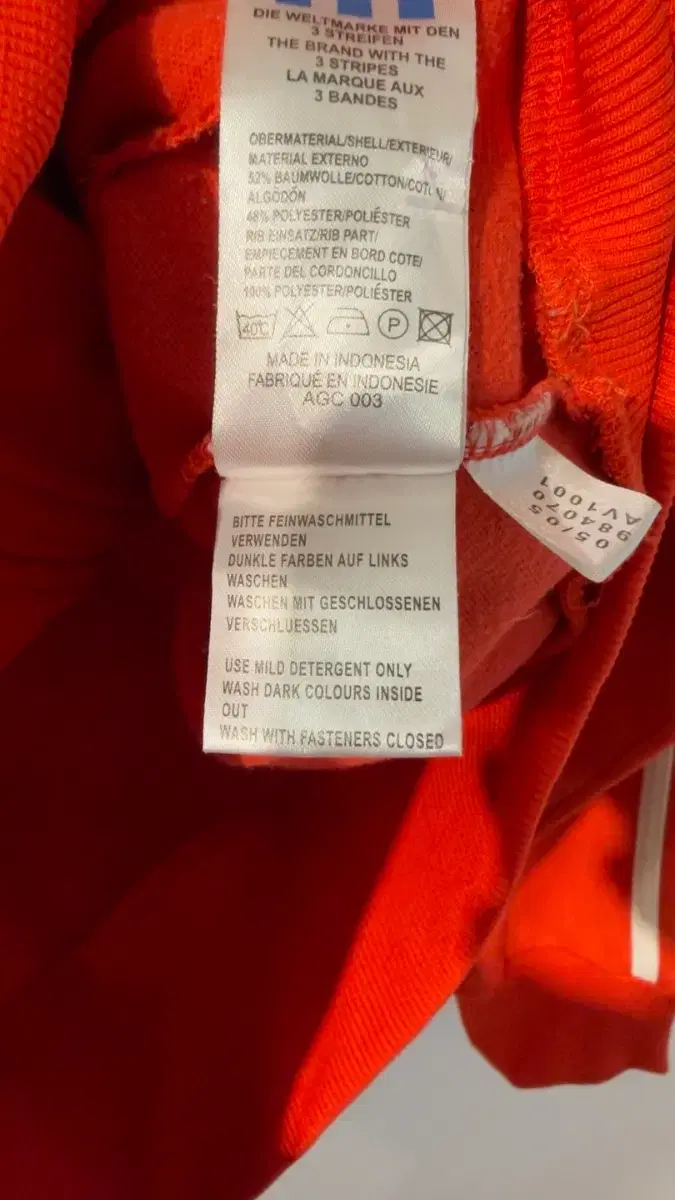 DIE WELTMARKE MIT DEN
3 STREIFEN
THE BRAND WITH THE
3 STRIPES
LA MARQUE AUX
3 BANDES
OBERMATERIAL/SHELL/EXTERIEUR/
MATERIAL EXTERNO
52% BAUMWOLLE/COTTON/COTON/
ALGODÓN
48% POLYESTER/POLIÉSTER
RIB EINSATZ/RIB PART/
EMPIECEMENT EN BORD COTE/
PARTE DEL CORDONCILLO
100% POLYESTER/POLIÉSTER
40C P
MADE IN INDONESIA
FABRIQUÉ EN INDONESIE
AGC 003
05/05
984070
AV1001
BITTE FEINWASCHMITTEL
VERWENDEN
DUNKLE FARBEN AUF LINKS
WASCHEN
WASCHEN MIT GESCHLOSSENEN
VERSCHLUESSEN
USE MILD DETERGENT ONLY
WASH DARK COLOURS INSIDE
OUT
WASH WITH FASTENERS CLOSED